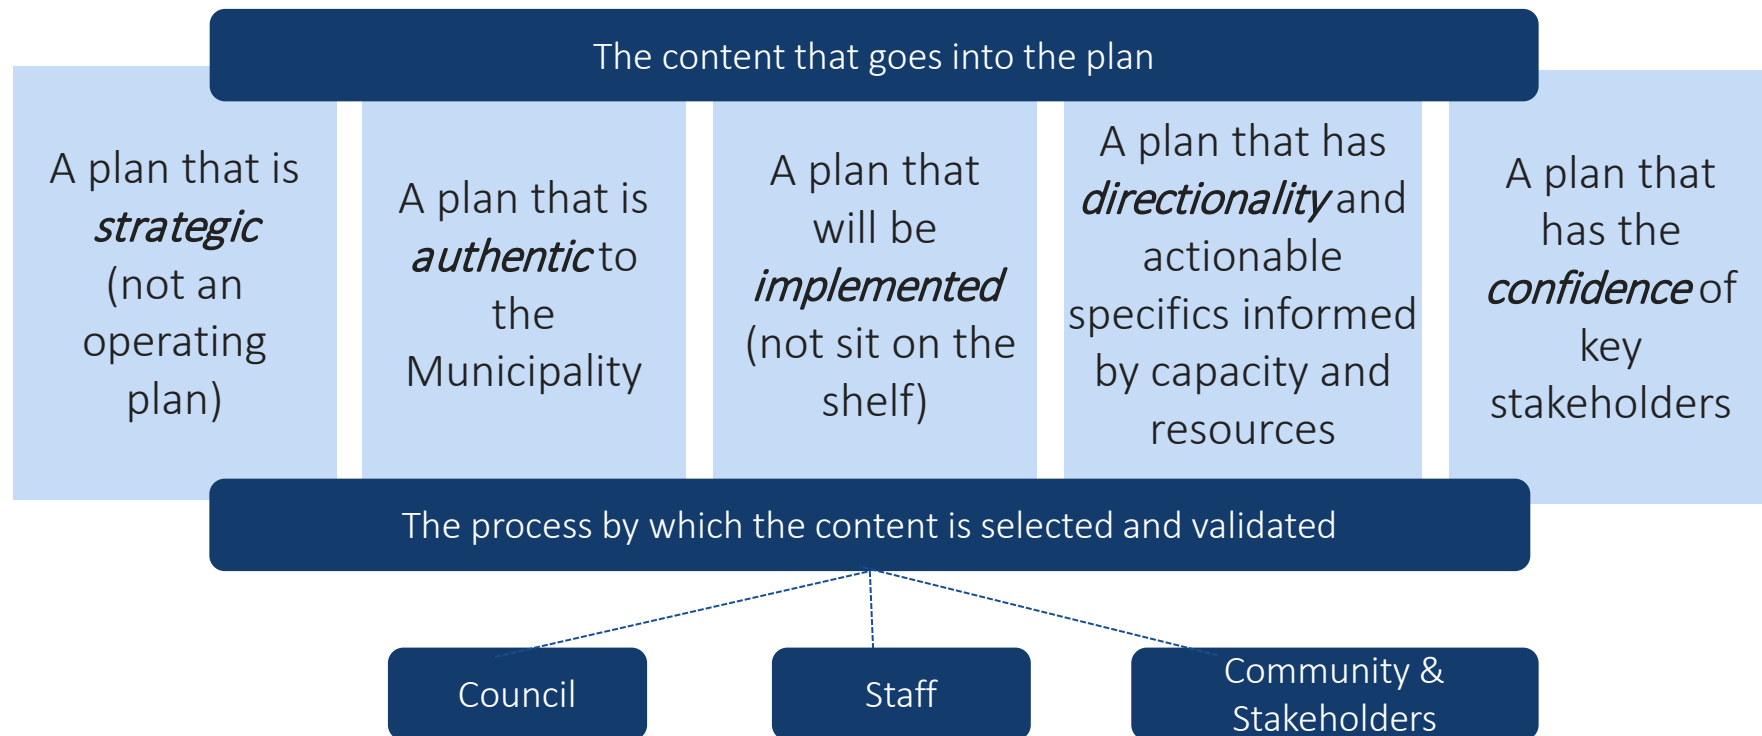 The content that goes into the plan
A plan that is
strategic
(not an
operating
plan)
A plan that is
authentic to
the
Municipality
A plan that
will be
implemented
(not sit on the
shelf)
A plan that has
directionality and
actionable
specifics informed
by capacity and
resources
A plan that
has the
confidence of
key
stakeholders
The process by which the content is selected and validated
Council
Staff
Community &
Stakeholders